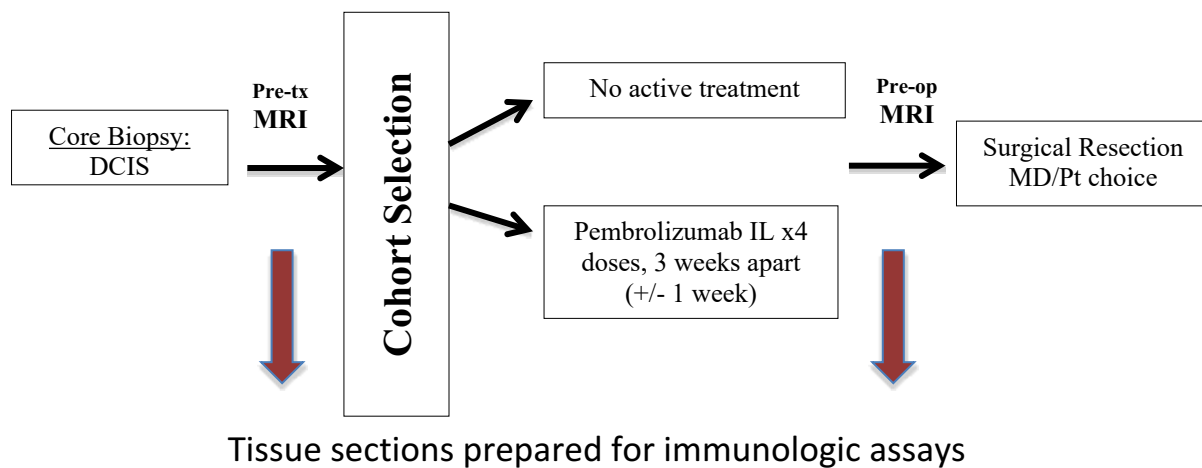 Core Biopsy:
DCIS
Pre-tx
MRI
Cohort Selection
No active treatment
Pembrolizumab IL x4
doses, 3 weeks apart
(+/- 1 week)
Pre-op
MRI
Surgical Resection
MD/Pt choice
Tissue sections prepared for immunologic assays